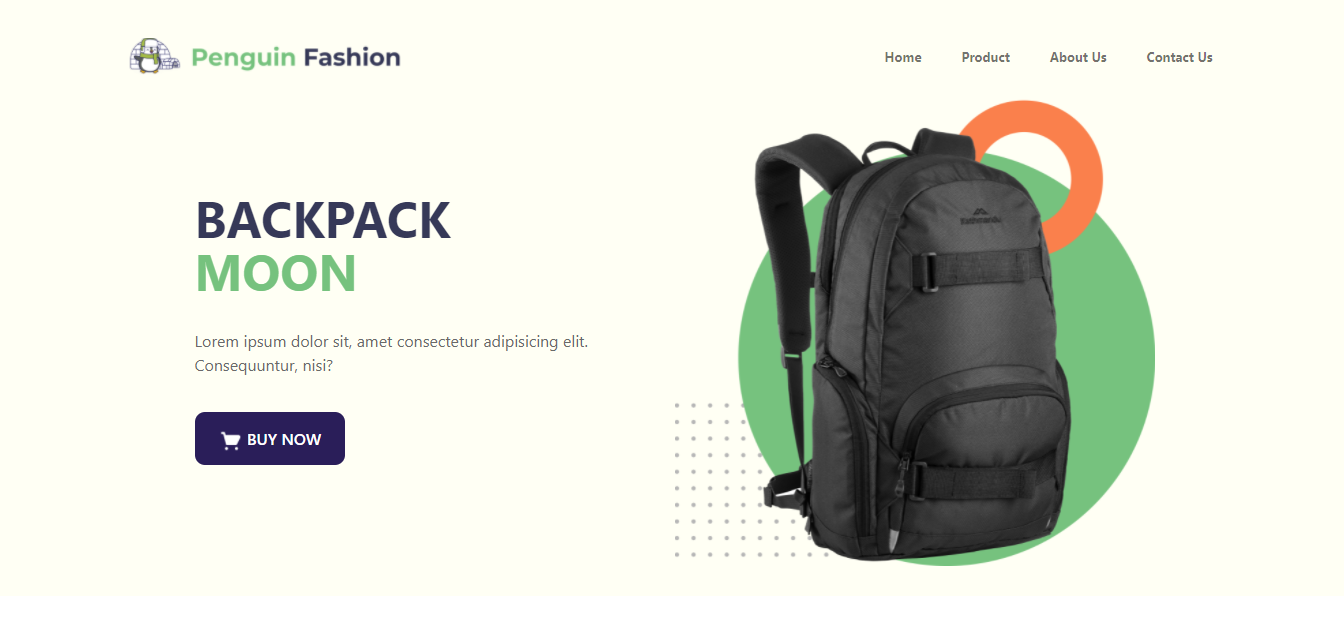 Penguin Fashion
Home Product About Us Contact Us
BACKPACK
MOON
Lorem ipsum dolor sit, amet consectetur adipisicing elit.
Consequuntur, nisi?
BUY NOW